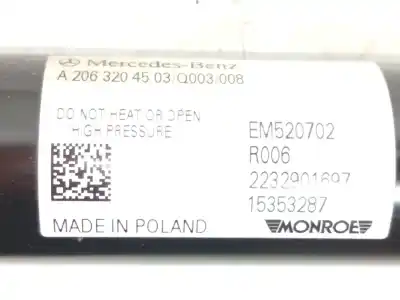 Mercedes-Benz
A 206 320 45 03 Q003 008
DO NOT HEAT OR OPEN
HIGH PRESSURE
EM520702
R006
2232901697
15353287
MADE IN POLAND
MONROE